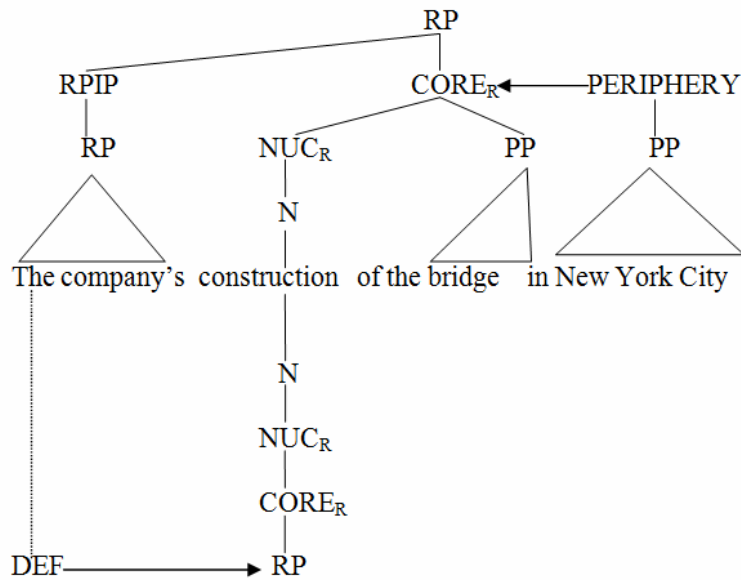 RP
RPIP CORE_R PERIPHERY
RP NUC_R PP PP
N
The company's construction of the bridge in New York City
N
NUC_R
CORE_R
DEF RP